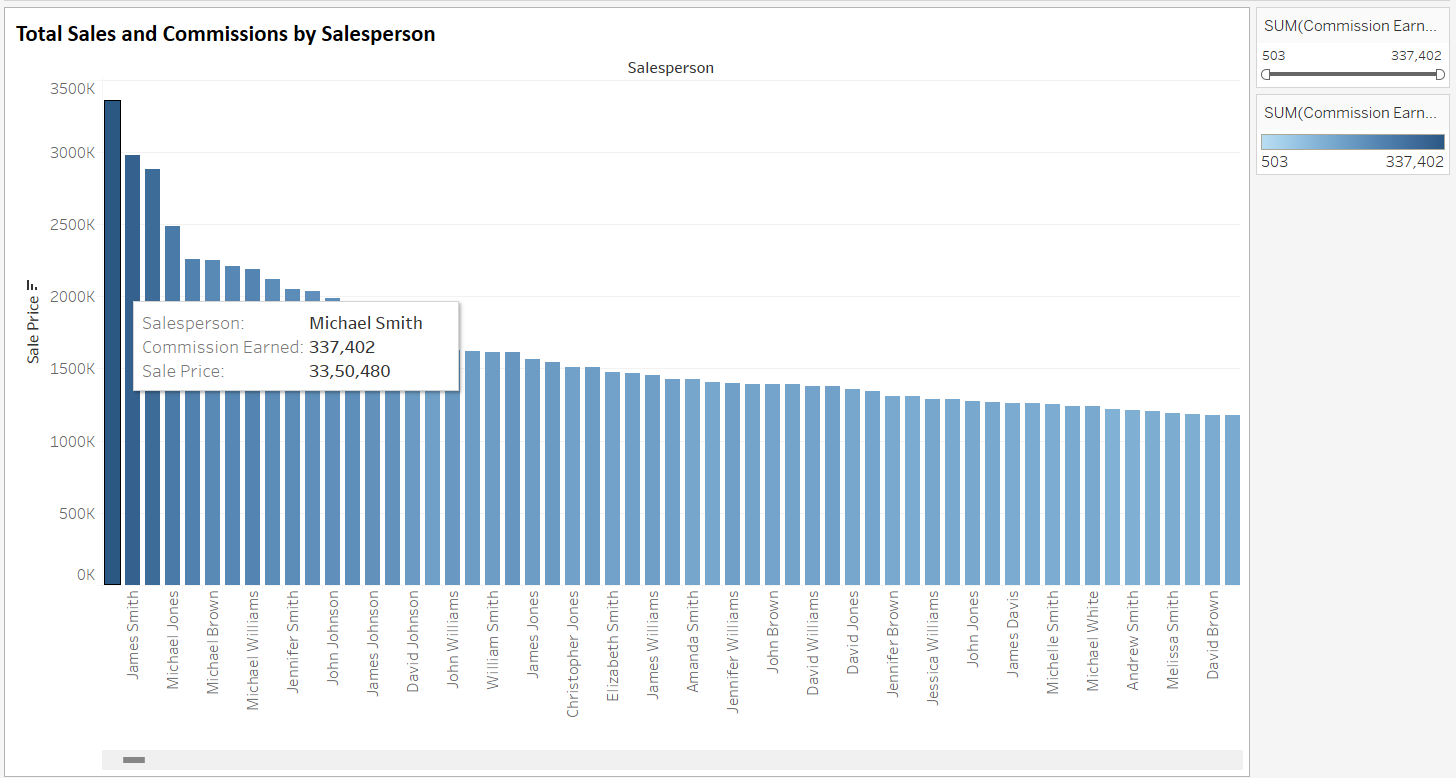 Total Sales and Commissions by Salesperson
Salesperson
Sale Price
3500K
3000K
2500K
2000K
1500K
1000K
500K
0K
Salesperson: Michael Smith
Commission Earned: 337,402
Sale Price: 33,50,480
James Smith
Michael Jones
Michael Brown
Michael Williams
Jennifer Smith
John Johnson
James Johnson
David Johnson
John Williams
William Smith
James Jones
Christopher Jones
Elizabeth Smith
James Williams
Amanda Smith
Jennifer Williams
John Brown
David Williams
David Jones
Jennifer Brown
Jessica Williams
John Jones
James Davis
Michelle Smith
Michael White
Andrew Smith
Melissa Smith
David Brown
SUM(Commission Earn...
503 337,402
SUM(Commission Earn...
503 337,402